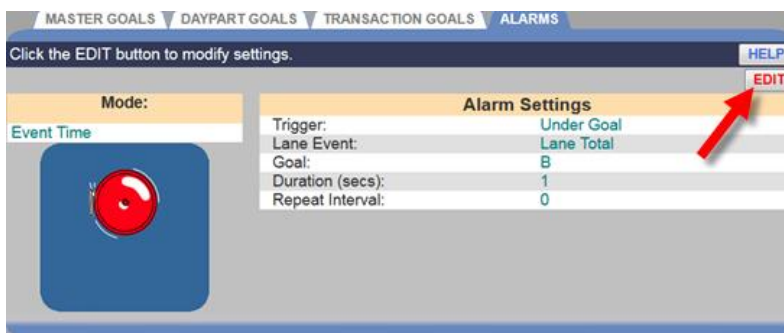 MASTER GOALS DAYPART GOALS TRANSACTION GOALS ALARMS
Click the EDIT button to modify settings. HELP
EDIT
Mode: Alarm Settings
Event Time Trigger: Under Goal
Lane Event: Lane Total
Goal: B
Duration (secs): 1
Repeat Interval: 0